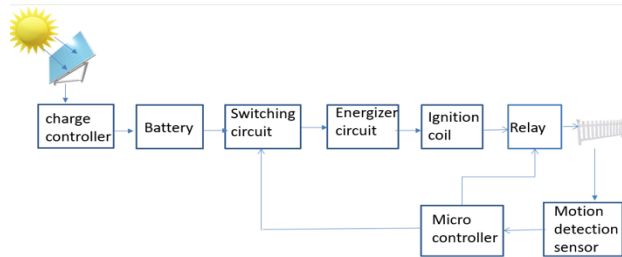 charge
controller
Battery
Switching
circuit
Energizer
circuit
Ignition
coil
Relay
Micro
controller
Motion
detection
sensor